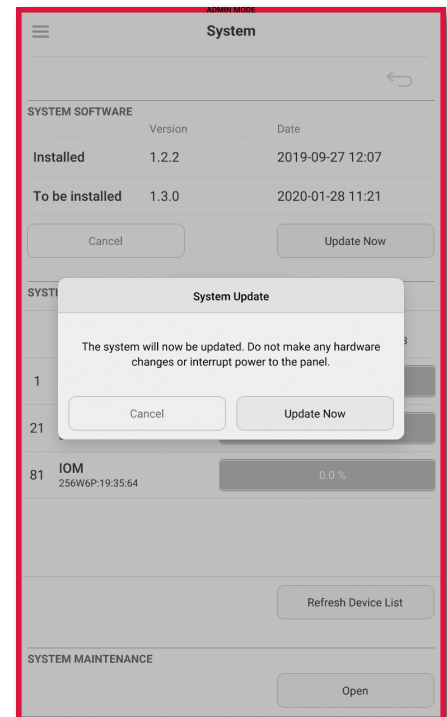 ADMIN MODE
System
SYSTEM SOFTWARE
Version Date
Installed 1.2.2 2019-09-27 12:07
To be installed 1.3.0 2020-01-28 11:21
Cancel Update Now
SYSTE
System Update
The system will now be updated. Do not make any hardware
changes or interrupt power to the panel.
1
Cancel Update Now
21
81 IOM 0.0 %
256W6P:19:35:64
Refresh Device List
SYSTEM MAINTENANCE
Open